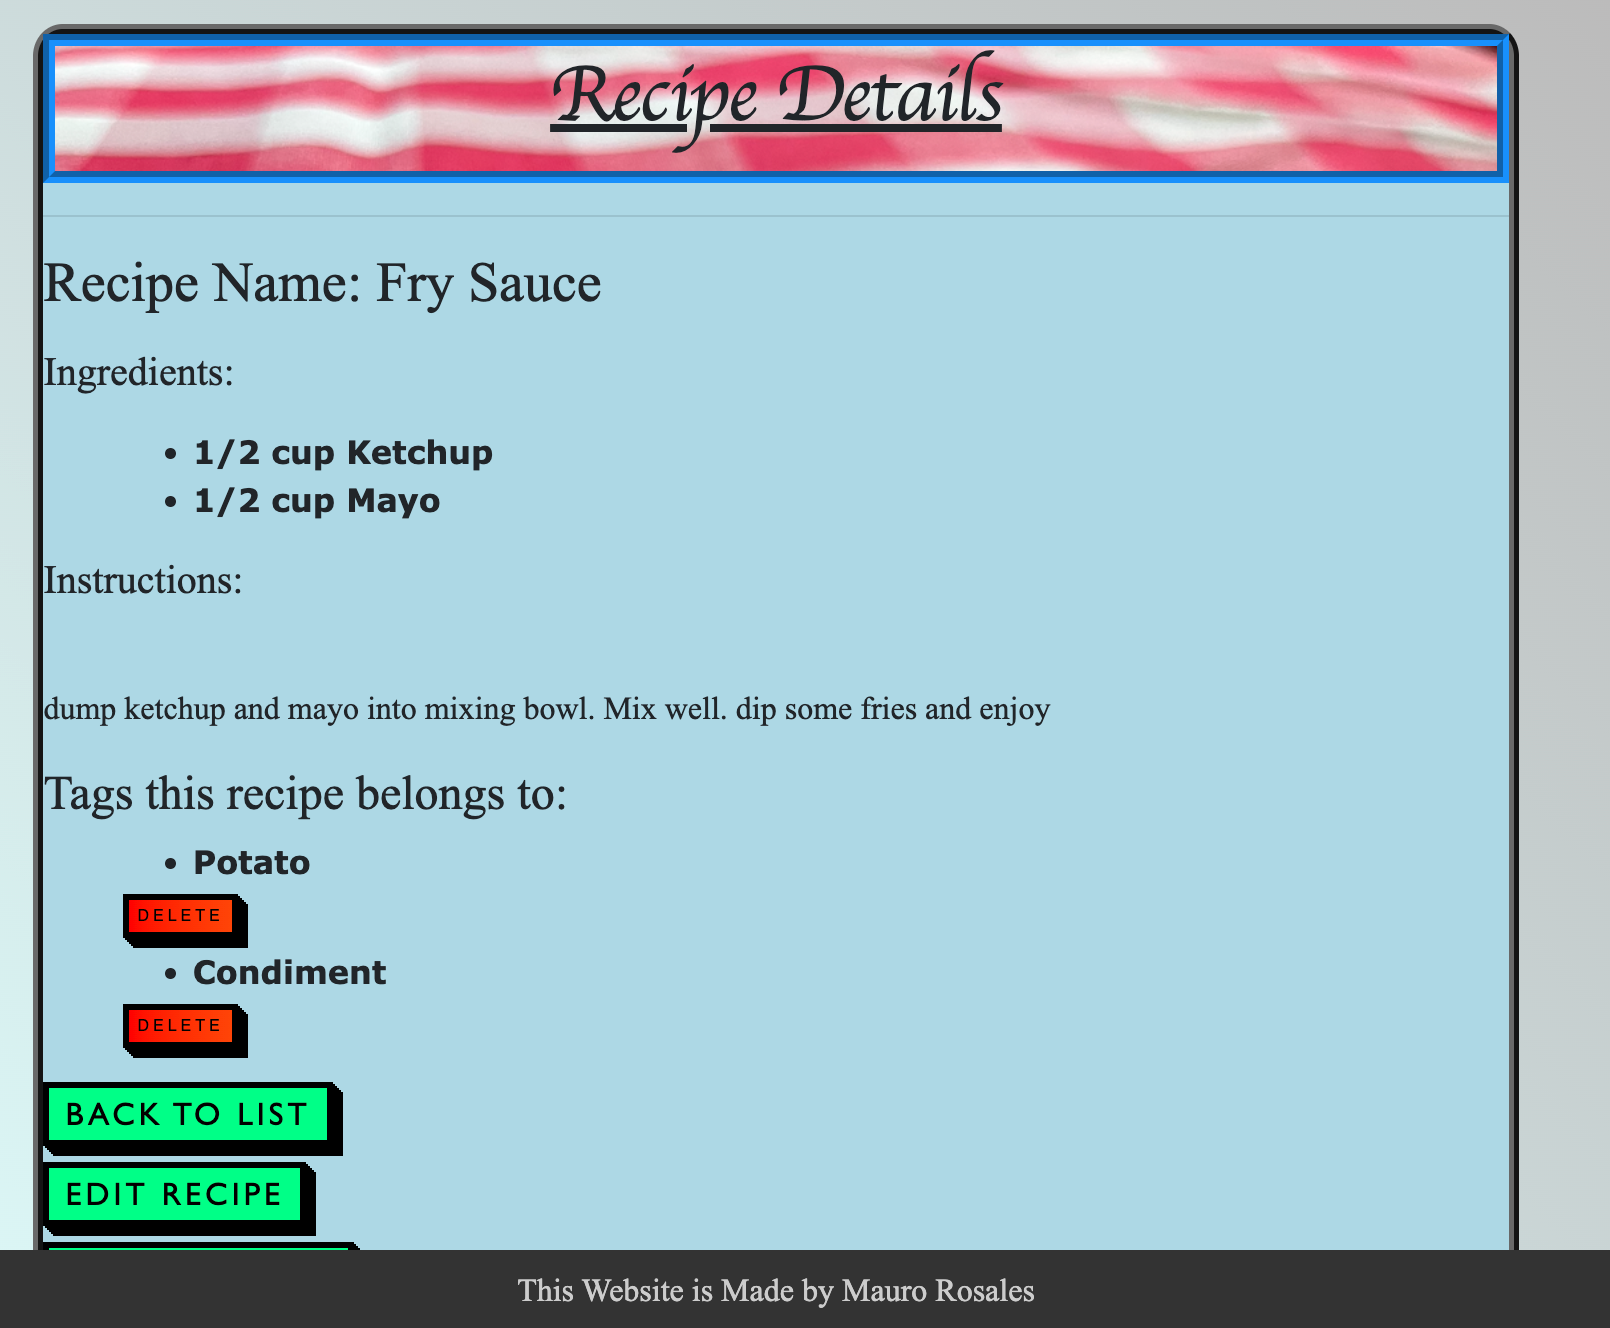 Recipe Details
Recipe Name: Fry Sauce
Ingredients:
• 1/2 cup Ketchup
• 1/2 cup Mayo
Instructions:
dump ketchup and mayo into mixing bowl. Mix well. dip some fries and enjoy
Tags this recipe belongs to:
• Potato
DELETE
• Condiment
DELETE
BACK TO LIST
EDIT RECIPE
This Website is Made by Mauro Rosales